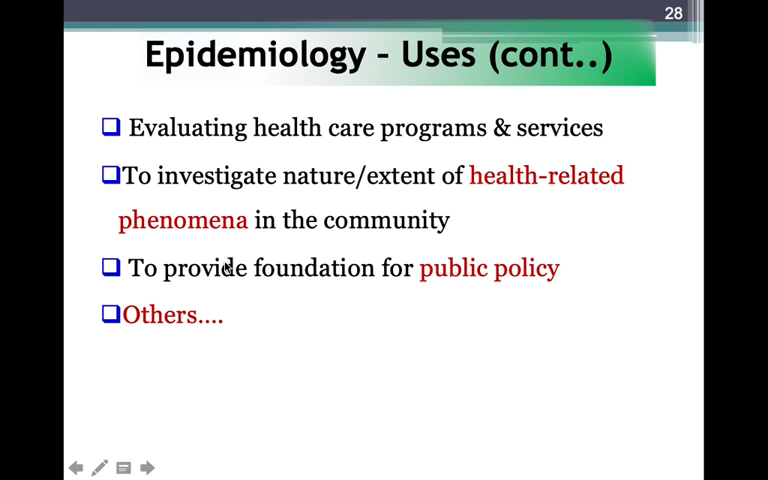 28
Epidemiology – Uses (cont..)
Evaluating health care programs & services
To investigate nature/extent of health-related
phenomena in the community
To provide foundation for public policy
Others....